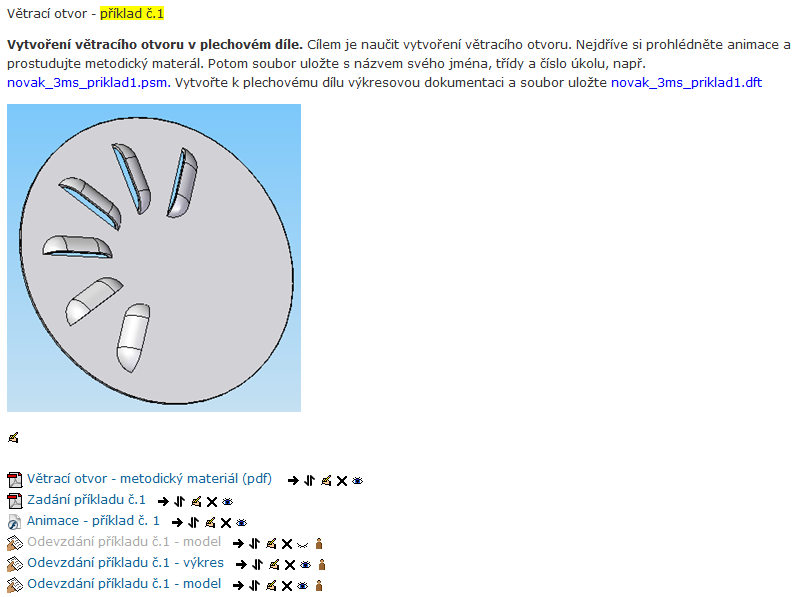 Větrací otvor - příklad č.1
Vytvoření větracího otvoru v plechovém díle. Cílem je naučit vytvoření větracího otvoru. Nejdříve si prohlédněte animace a
prostudujte metodický materál. Potom soubor uložte s názvem svého jména, třídy a číslo úkolu, např.
novak_3ms_priklad1.psm. Vytvořte k plechovému dílu výkresovou dokumentaci a soubor uložte novak_3ms_priklad1.dft
Větrací otvor - metodický materiál (pdf)
Zadání příkladu č.1
Animace - příklad č. 1
Odevzdání příkladu č.1 - model
Odevzdání příkladu č.1 - výkres
Odevzdání příkladu č.1 - model